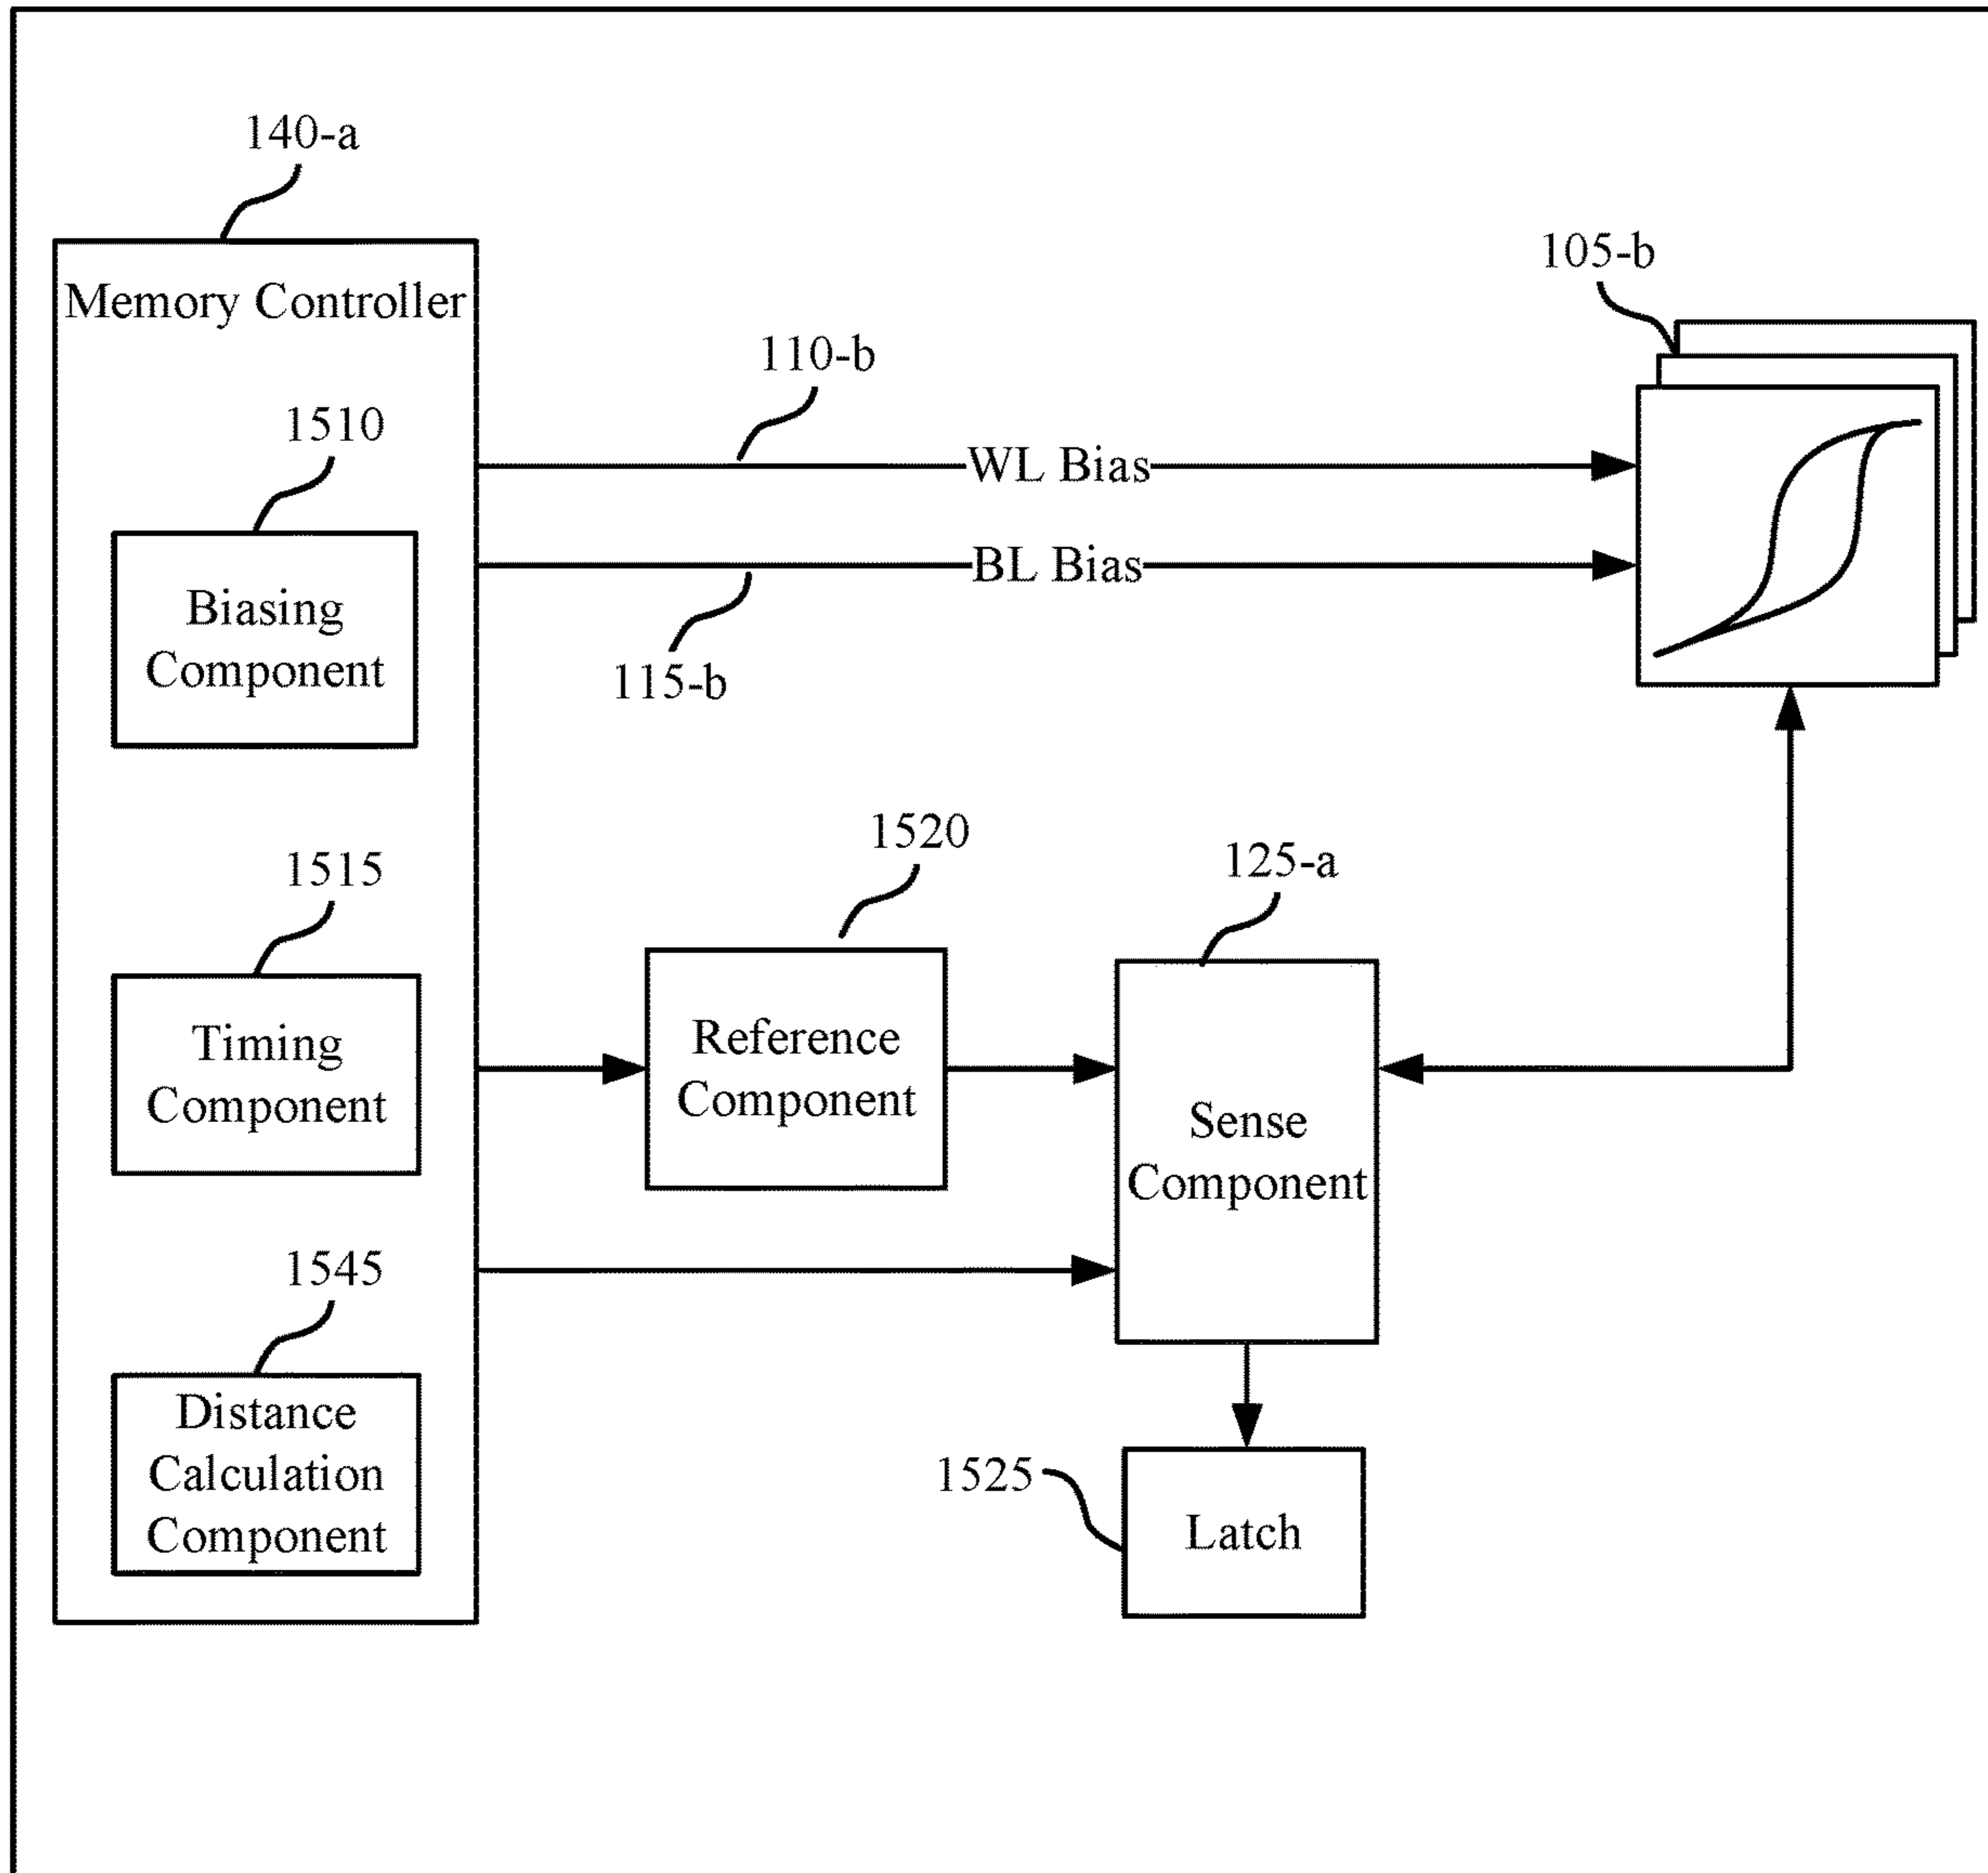 140-a
Memory Controller
105-b
110-b
WL Bias
1510
BL Bias
Biasing
Component
115-b
1520
125-a
1515
Timing
Component
Reference
Component
Sense
Component
1545
Distance
Calculation
Component
1525
Latch